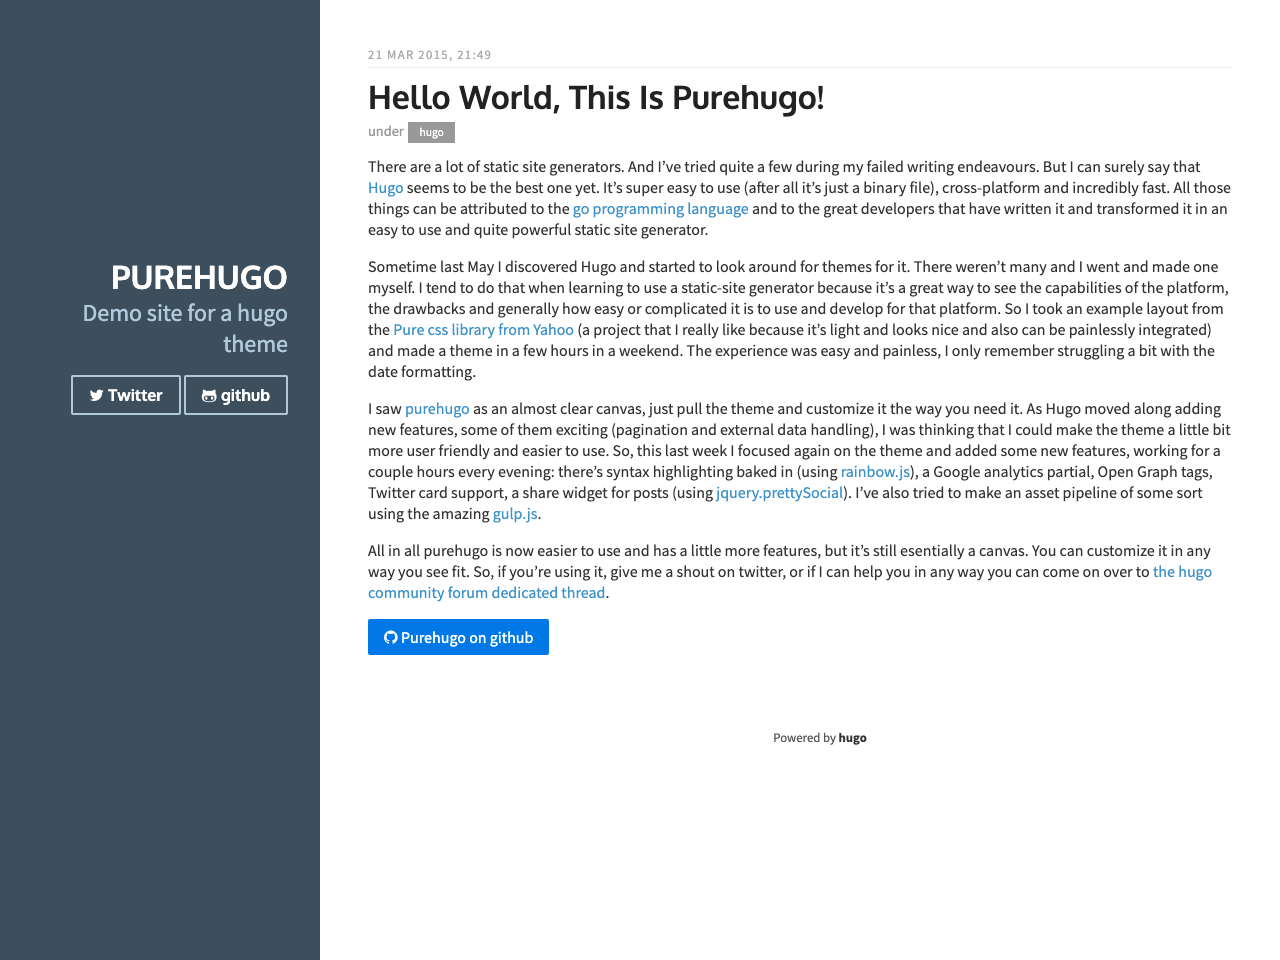 PUREHUGO
Demo site for a hugo
theme
Twitter
github
21 MAR 2015, 21:49
Hello World, This Is Purehugo!
under hugo
There are a lot of static site generators. And I’ve tried quite a few during my failed writing endeavours. But I can surely say that
Hugo seems to be the best one yet. It’s super easy to use (after all it’s just a binary file), cross-platform and incredibly fast. All those
things can be attributed to the go programming language and to the great developers that have written it and transformed it in an
easy to use and quite powerful static site generator.
Sometime last May I discovered Hugo and started to look around for themes for it. There weren’t many and I went and made one
myself. I tend to do that when learning to use a static-site generator because it’s a great way to see the capabilities of the platform,
the drawbacks and generally how easy or complicated it is to use and develop for that platform. So I took an example layout from
the Pure css library from Yahoo (a project that I really like because it’s light and looks nice and also can be painlessly integrated)
and made a theme in a few hours in a weekend. The experience was easy and painless, I only remember struggling a bit with the
date formatting.
I saw purehugo as an almost clear canvas, just pull the theme and customize it the way you need it. As Hugo moved along adding
new features, some of them exciting (pagination and external data handling), I was thinking that I could make the theme a little bit
more user friendly and easier to use. So, this last week I focused again on the theme and added some new features, working for a
couple hours every evening: there’s syntax highlighting baked in (using rainbow.js), a Google analytics partial, Open Graph tags,
Twitter card support, a share widget for posts (using jquery.prettySocial). I’ve also tried to make an asset pipeline of some sort
using the amazing gulp.js.
All in all purehugo is now easier to use and has a little more features, but it’s still esentially a canvas. You can customize it in any
way you see fit. So, if you’re using it, give me a shout on twitter, or if I can help you in any way you can come on over to the hugo
community forum dedicated thread.
Purehugo on github
Powered by hugo